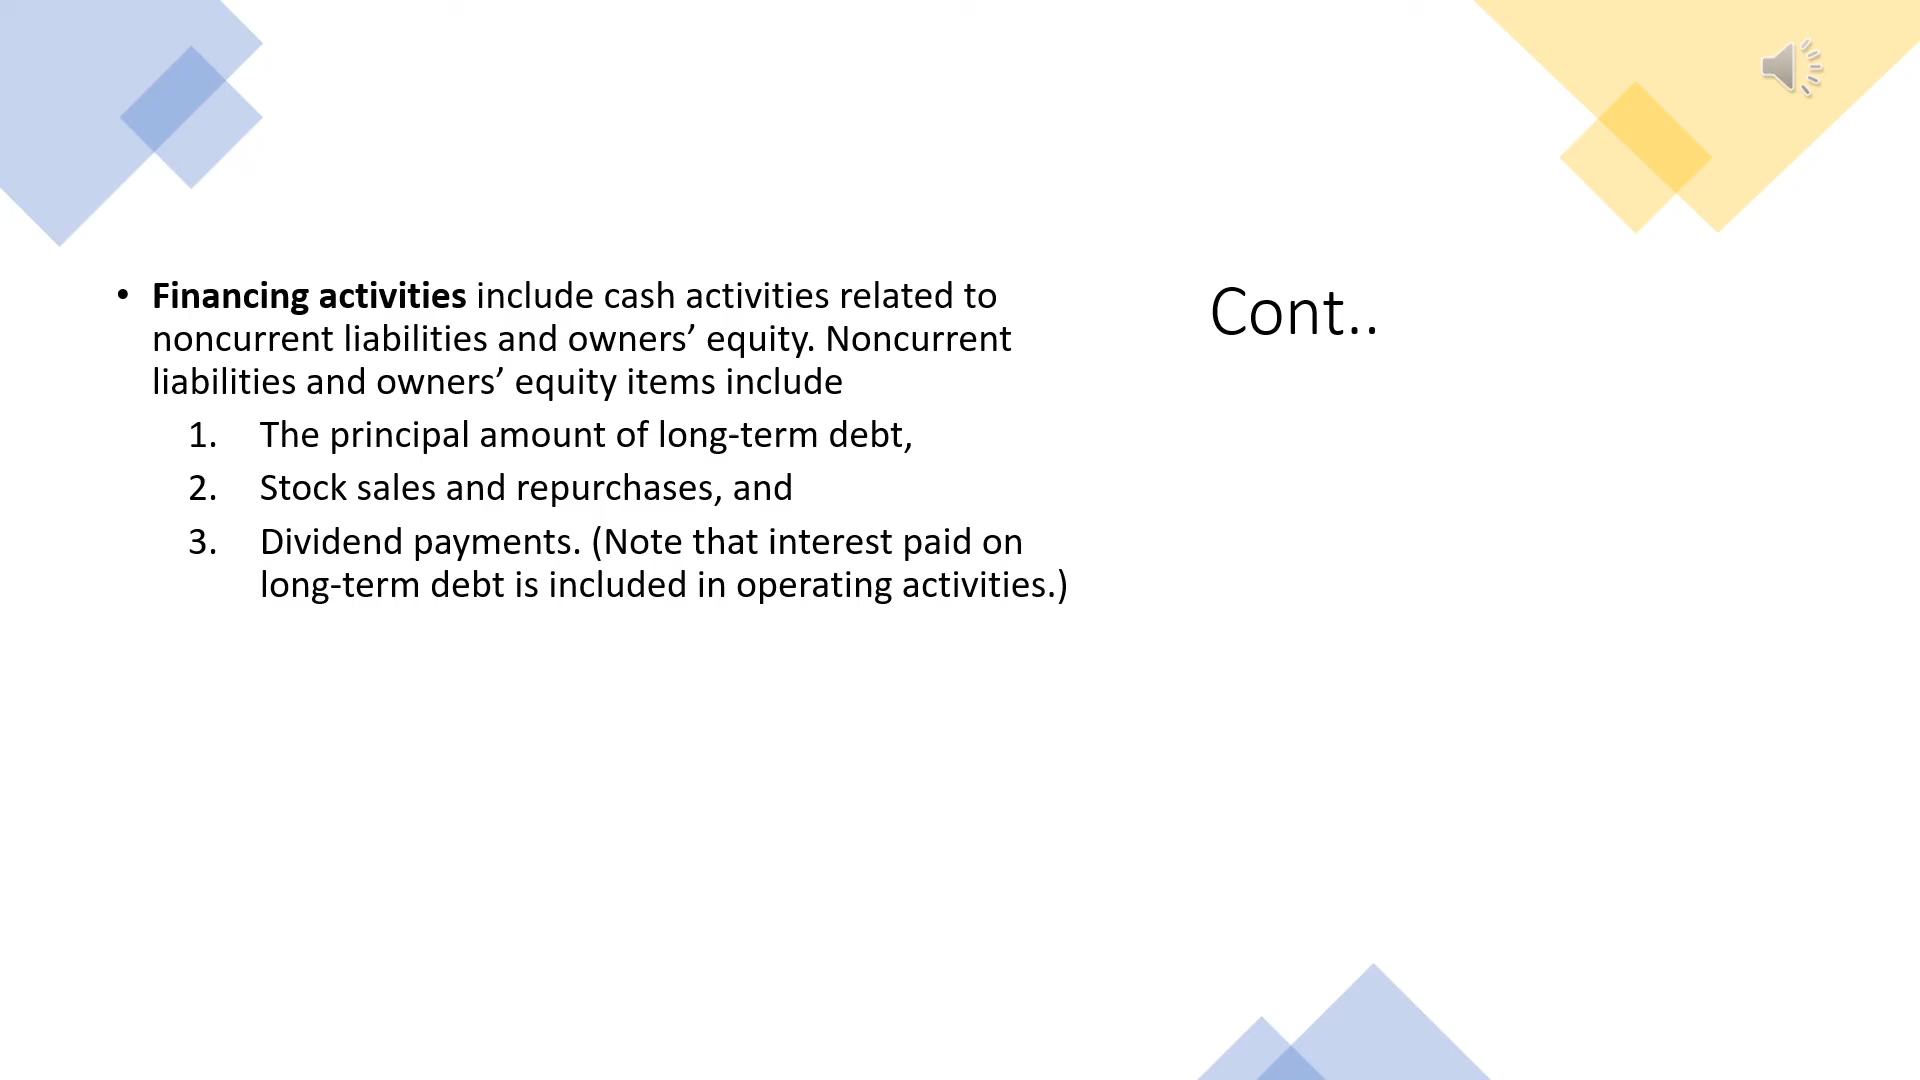 • Financing activities include cash activities related to
noncurrent liabilities and owners’ equity. Noncurrent
liabilities and owners’ equity items include
1. The principal amount of long-term debt,
2. Stock sales and repurchases, and
3. Dividend payments. (Note that interest paid on
long-term debt is included in operating activities.)
Cont..